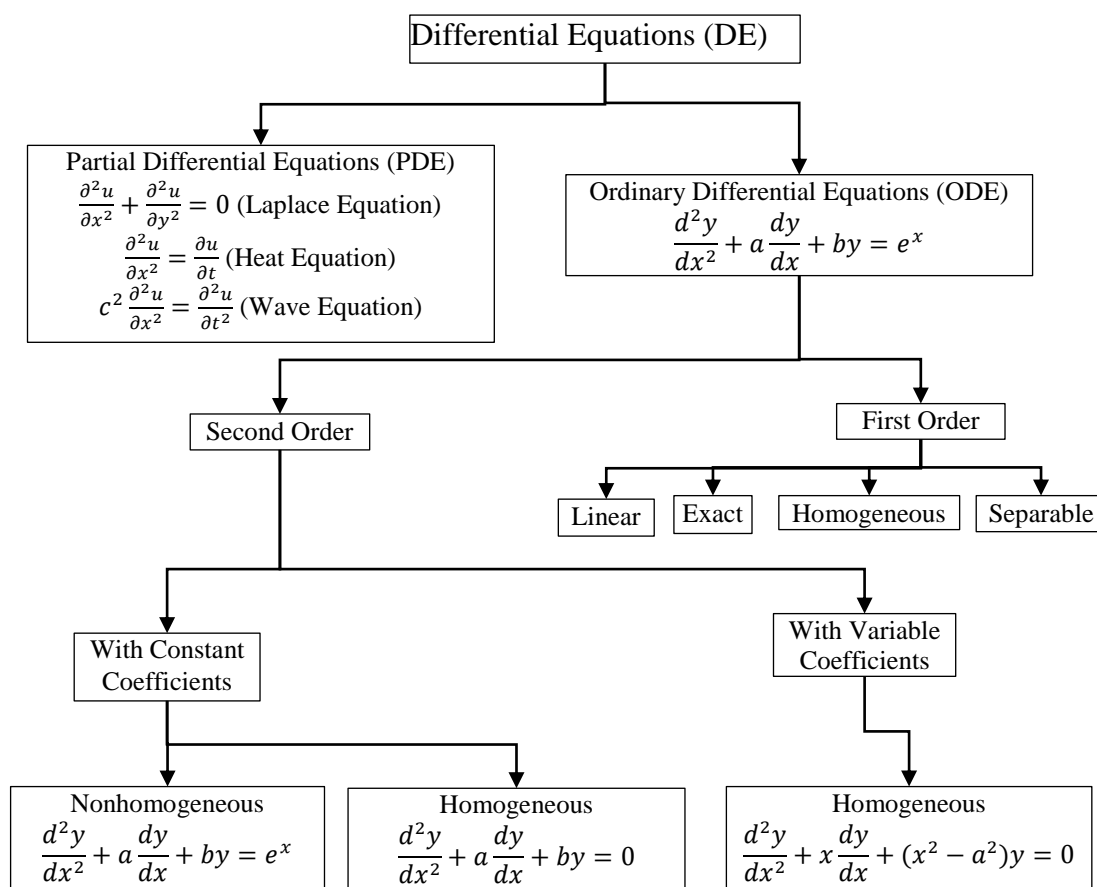 Differential Equations (DE)
Partial Differential Equations (PDE)
∂²u/∂x² + ∂²u/∂y² = 0 (Laplace Equation)
∂²u/∂x² = ∂u/∂t (Heat Equation)
c² ∂²u/∂x² = ∂²u/∂t² (Wave Equation)
Ordinary Differential Equations (ODE)
d²y/dx² + a dy/dx + by = eˣ
Second Order
First Order
Linear
Exact
Homogeneous
Separable
With Constant
Coefficients
With Variable
Coefficients
Nonhomogeneous
d²y/dx² + a dy/dx + by = eˣ
Homogeneous
d²y/dx² + a dy/dx + by = 0
Homogeneous
d²y/dx² + x dy/dx + (x² − a²)y = 0